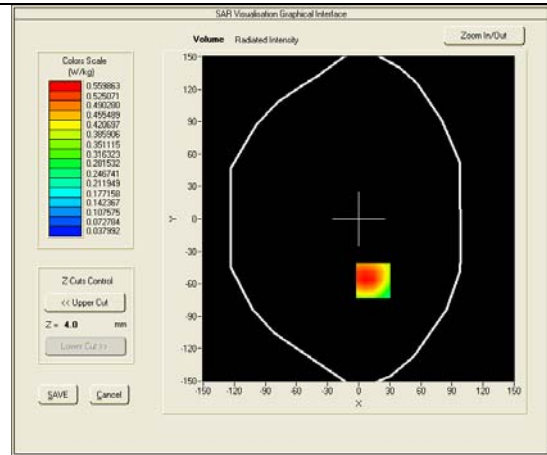 SAR Visualisation Graphical Interface
Volume Radiated Intensity
Zoom In/Out
Colors Scale
(W/kg)
0.559863
0.525071
0.490280
0.455489
0.420697
0.385906
0.351115
0.316323
0.281532
0.246741
0.211949
0.177158
0.142367
0.107575
0.072784
0.037992
Z Cuts Control
<< Upper Cut
Z = 4.0 mm
Lower Cut >>
SAVE
Cancel
150
120
90
60
30
0
-30
-60
-90
-120
-150
Y
-150 -120 -90 -60 -30 0 30 60 90 120 150
X